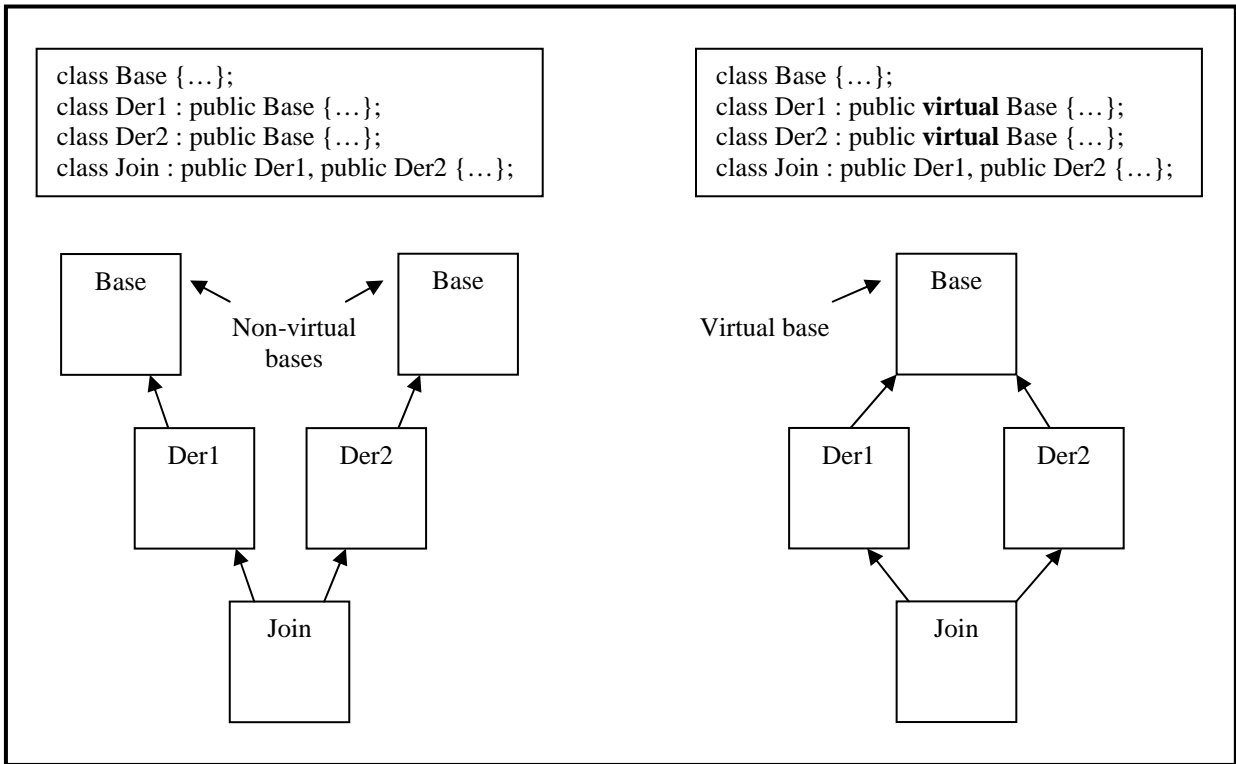 class Base {…};
class Der1 : public Base {…};
class Der2 : public Base {…};
class Join : public Der1, public Der2 {…};
Base
Base
Non-virtual
bases
Der1
Der2
Join
class Base {…};
class Der1 : public virtual Base {…};
class Der2 : public virtual Base {…};
class Join : public Der1, public Der2 {…};
Base
Virtual base
Der1
Der2
Join